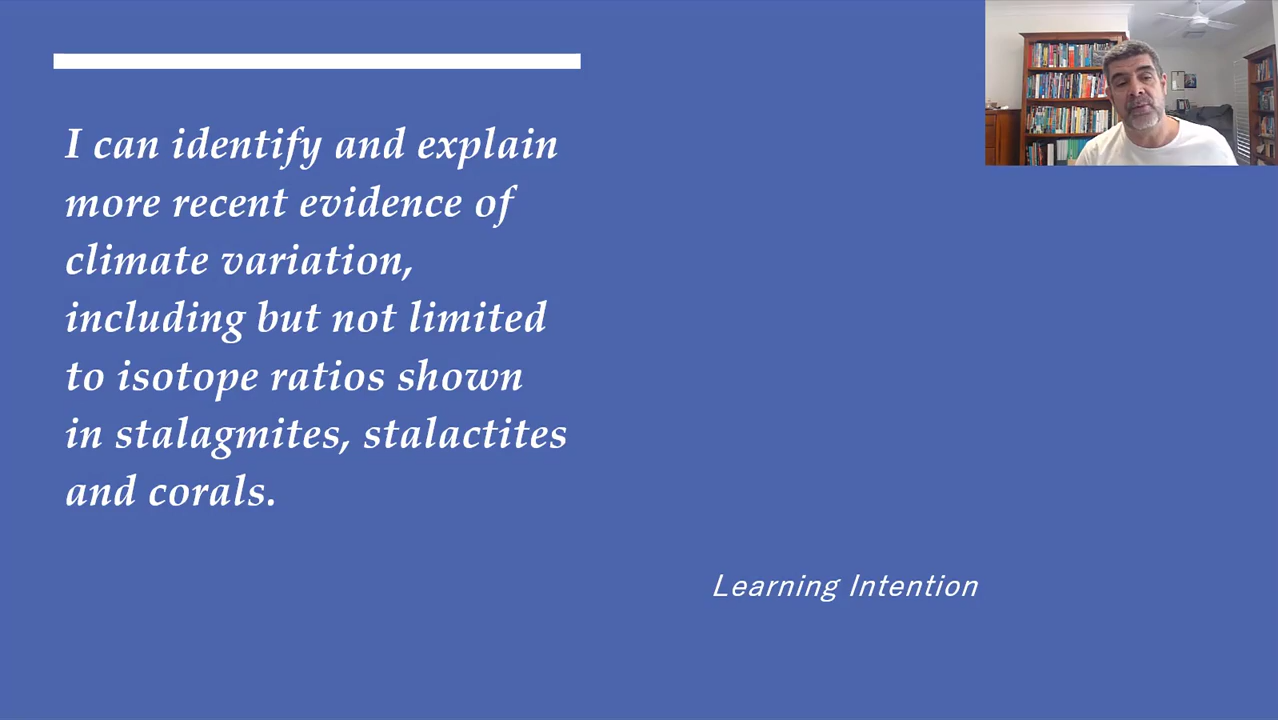 I can identify and explain
more recent evidence of
climate variation,
including but not limited
to isotope ratios shown
in stalagmites, stalactites
and corals.
Learning Intention